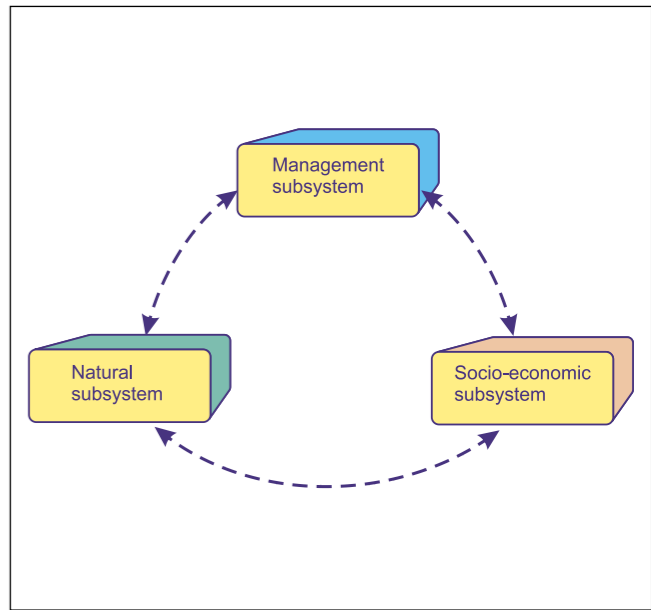 Management
subsystem
Natural
subsystem
Socio-economic
subsystem